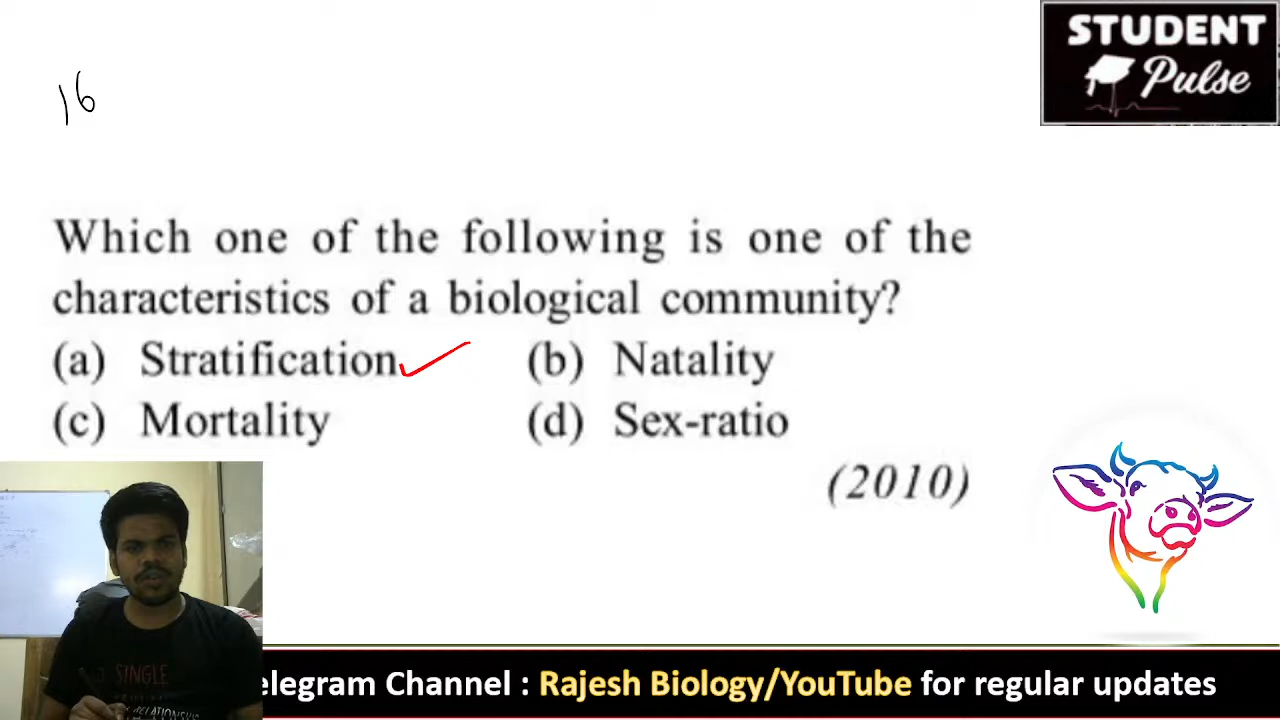 STUDENT
Pulse
16
Which one of the following is one of the
characteristics of a biological community?
(a) Stratification (b) Natality
(c) Mortality (d) Sex-ratio
(2010)
SINGLE
elegram Channel : Rajesh Biology/YouTube for regular updates